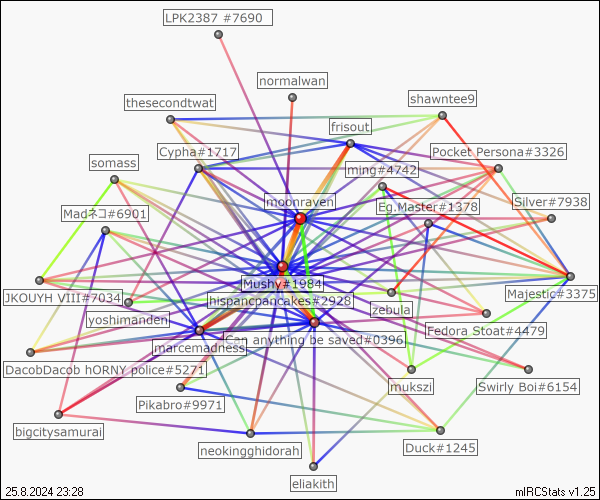 LPK2387 #7690
normalwan
thesecondtwat
shawntee9
frisout
Cypha#1717
Pocket Persona#3326
somass
ming#4742
moonraven
Silver#7938
Madネコ#6901
Eg.Master#1378
Mushy#1984
JKOUYH VIII#7034
hispancpancakes#2928
Majestic#3375
yoshimanden
zebula
Fedora Stoat#4479
Can anything be saved#0396
marcemadness
DacobDacob hORNY police#5271
mukszi
Swirly Boi#6154
Pikabro#9971
bigcitysamurai
neokingghidorah
Duck#1245
eliakith
25.8.2024 23:28
mIRCStats v1.25